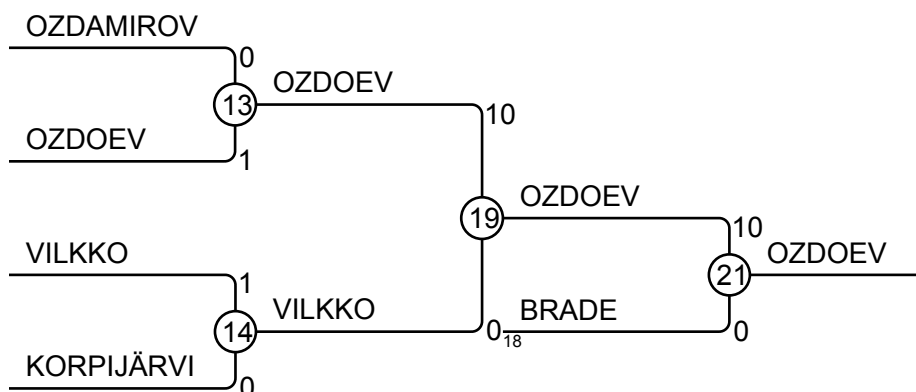 OZDAMIROV
0
13
OZDOEV
10
OZDOEV
1
19
OZDOEV
10
VILKKO
1
21
OZDOEV
14
VILKKO
0
18
BRADE
0
KORPIJÄRVI
0